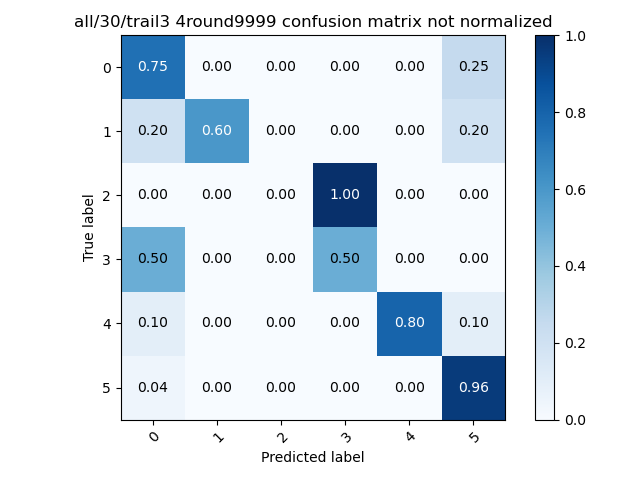 all/30/trail3 4round9999 confusion matrix not normalized
True label
0 0.75 0.00 0.00 0.00 0.00 0.25
1 0.20 0.60 0.00 0.00 0.00 0.20
2 0.00 0.00 0.00 1.00 0.00 0.00
3 0.50 0.00 0.00 0.50 0.00 0.00
4 0.10 0.00 0.00 0.00 0.80 0.10
5 0.04 0.00 0.00 0.00 0.00 0.96
0 1 2 3 4 5
Predicted label
1.0
0.8
0.6
0.4
0.2
0.0